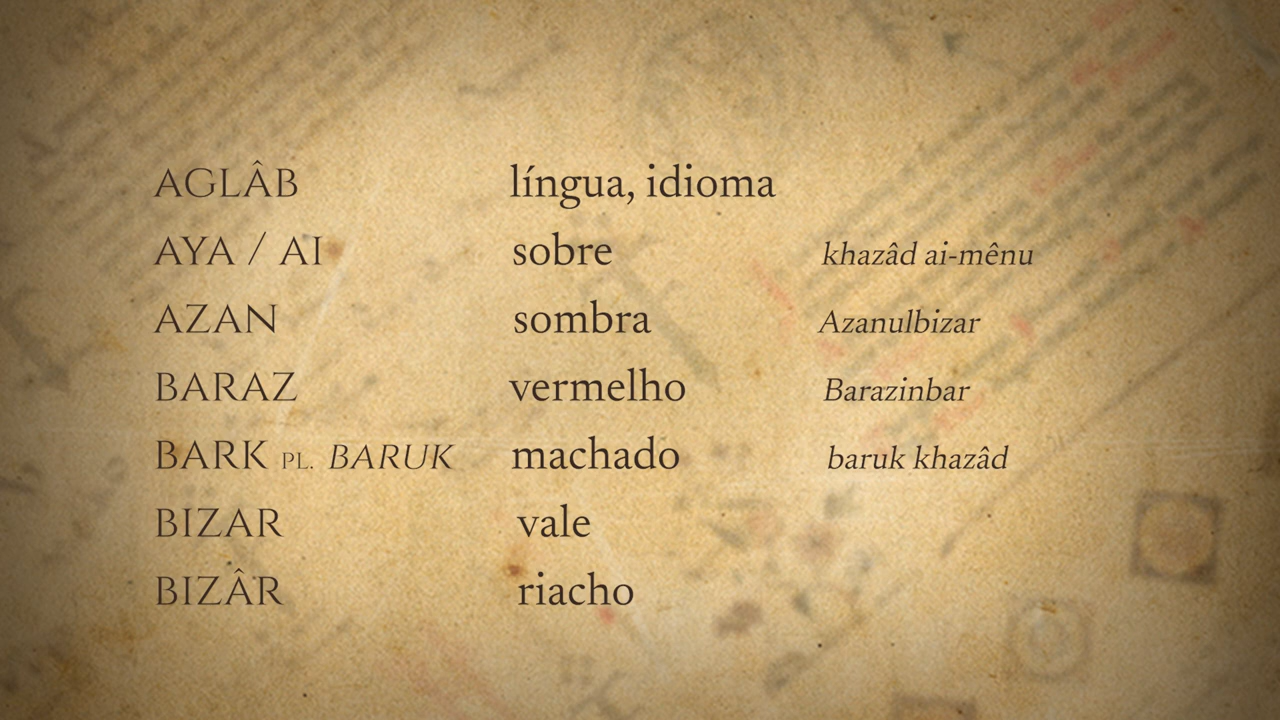 AGLÂB língua, idioma
AYA / AI sobre khazâd ai-mênu
AZAN sombra Azanulbizar
BARAZ vermelho Barazinbar
BARK PL. BARUK machado baruk khazâd
BIZAR vale
BIZÂR riacho